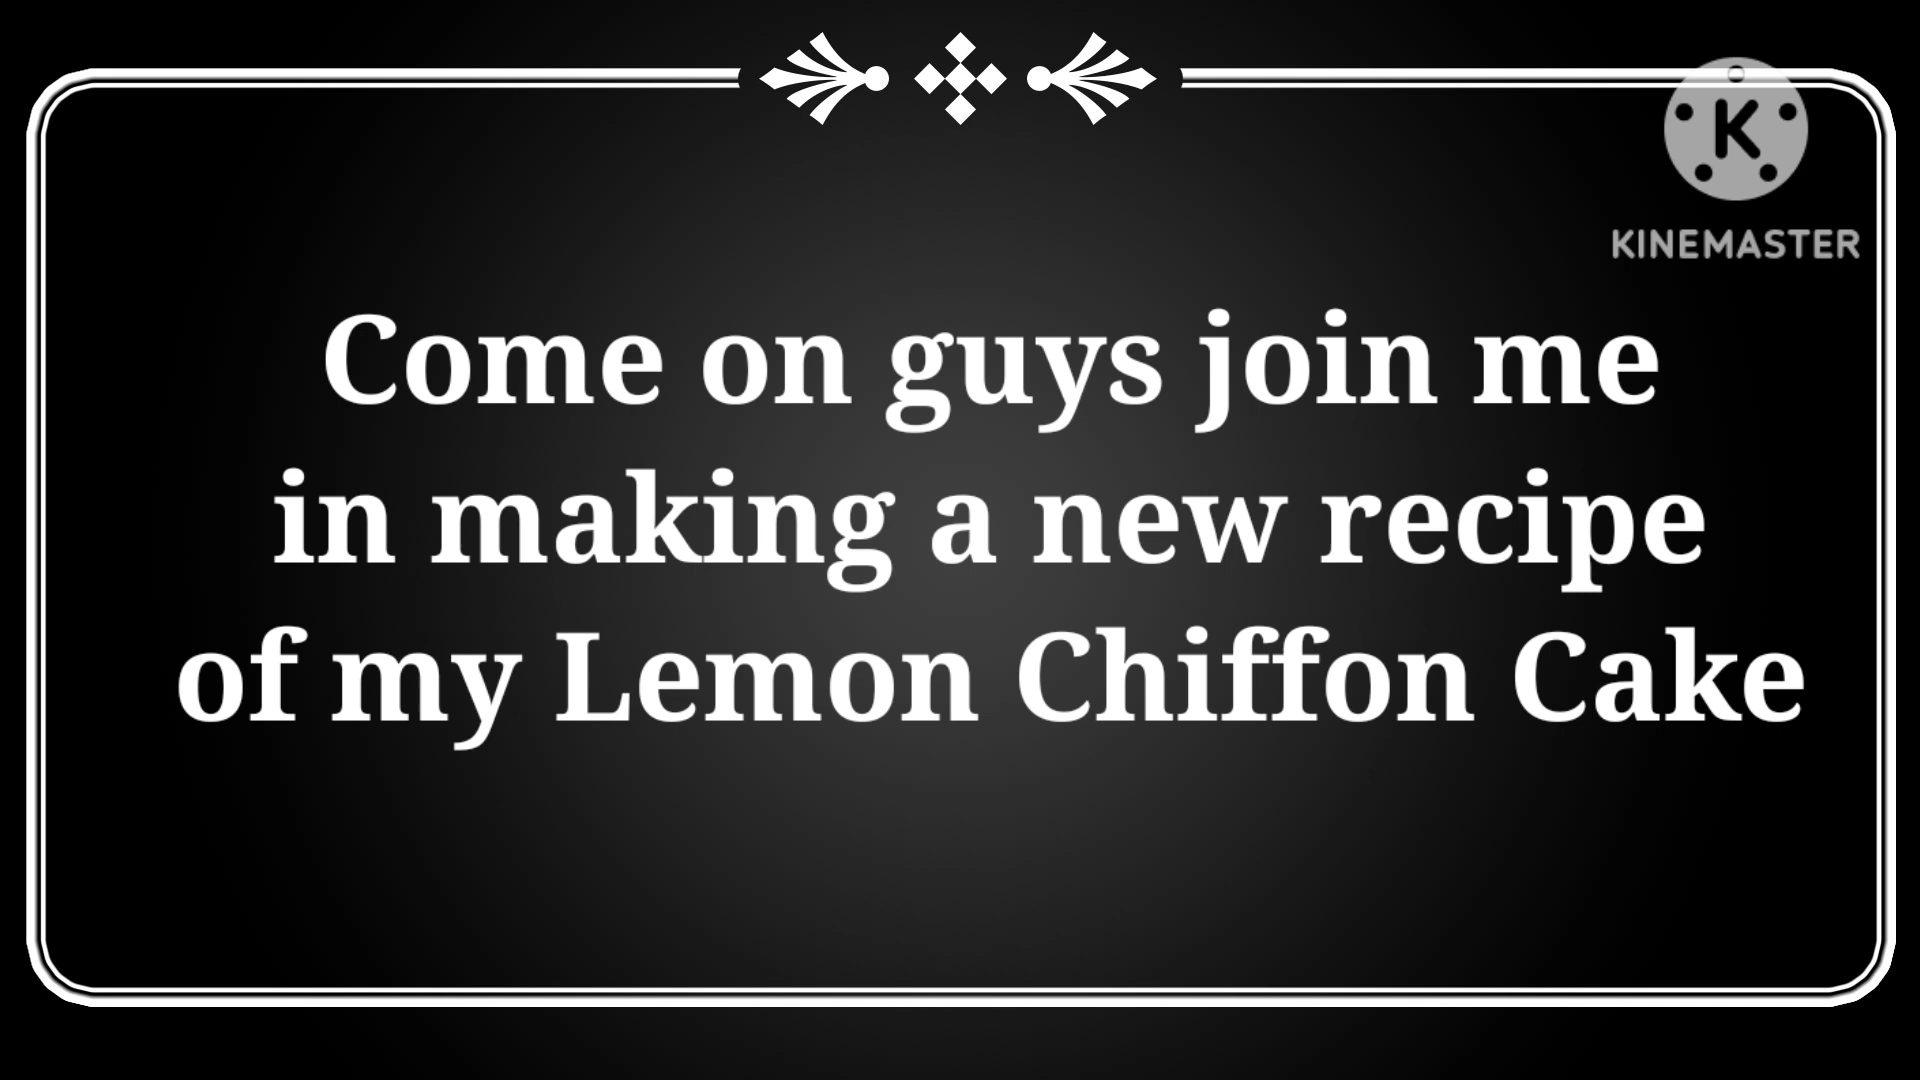 K
KINEMASTER
Come on guys join me
in making a new recipe
of my Lemon Chiffon Cake